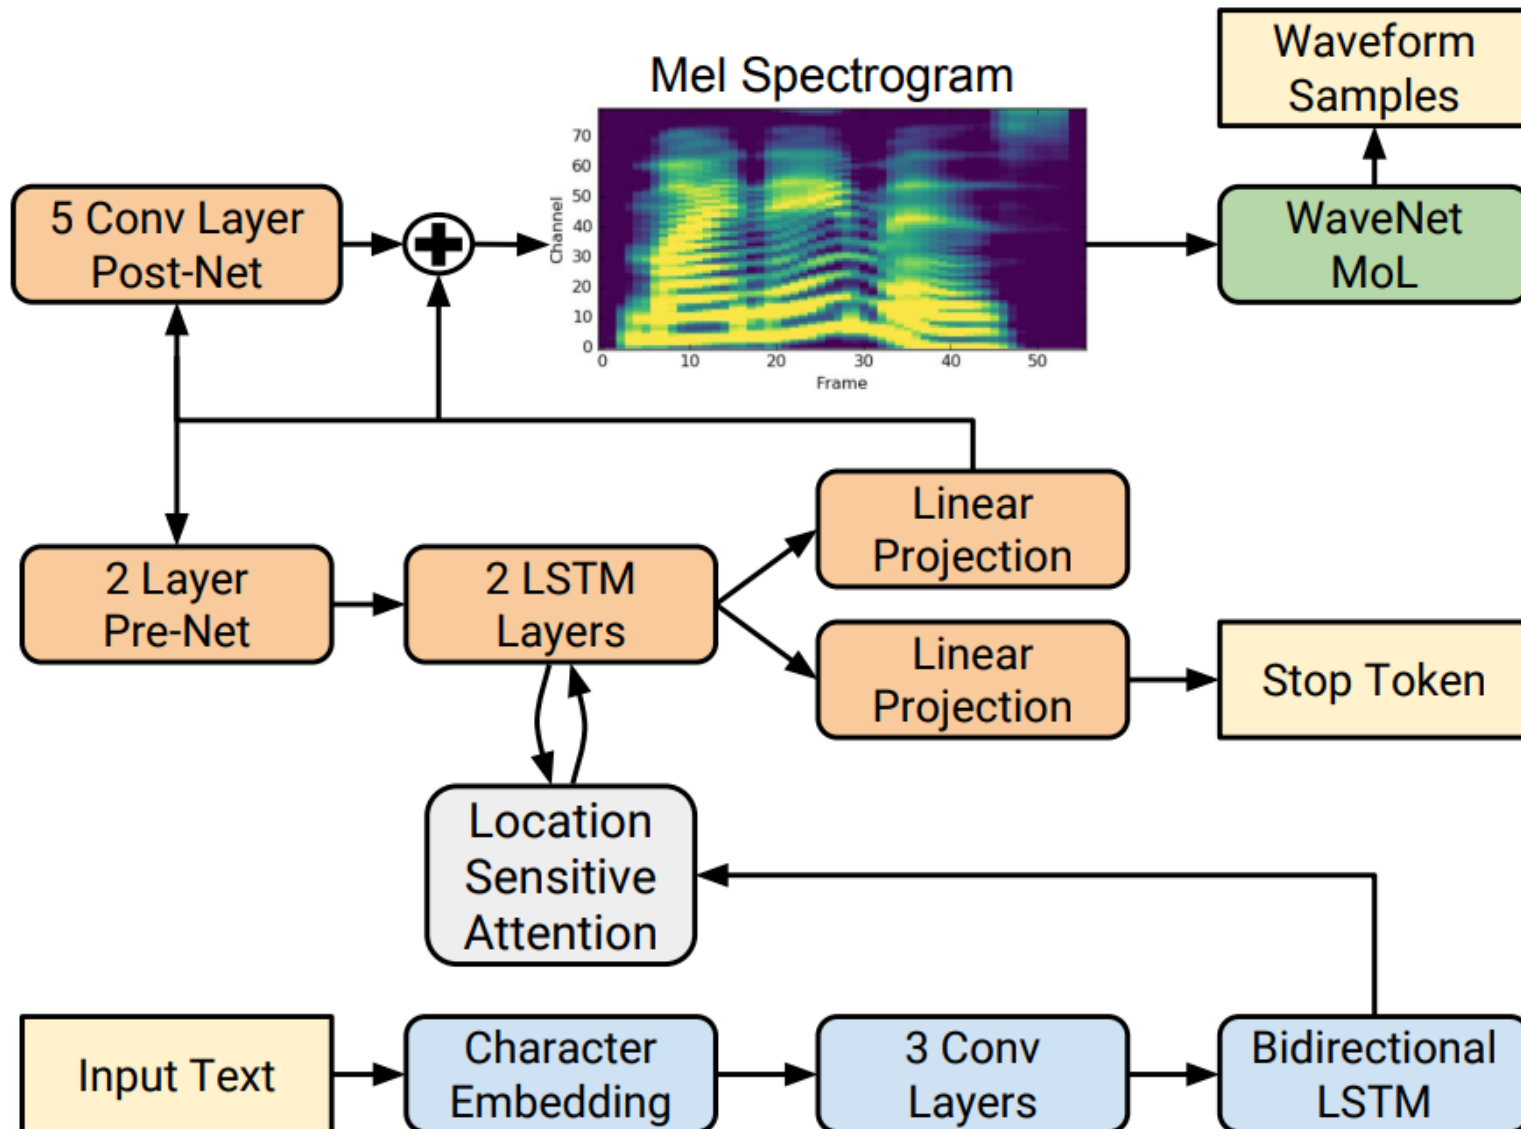 Mel Spectrogram
Waveform
Samples
70
60
50
40
30
20
10
0
Channel
0 10 20 30 40 50
Frame
5 Conv Layer
Post-Net
WaveNet
MoL
Linear
Projection
2 Layer
Pre-Net
2 LSTM
Layers
Linear
Projection
Stop Token
Location
Sensitive
Attention
Input Text
Character
Embedding
3 Conv
Layers
Bidirectional
LSTM